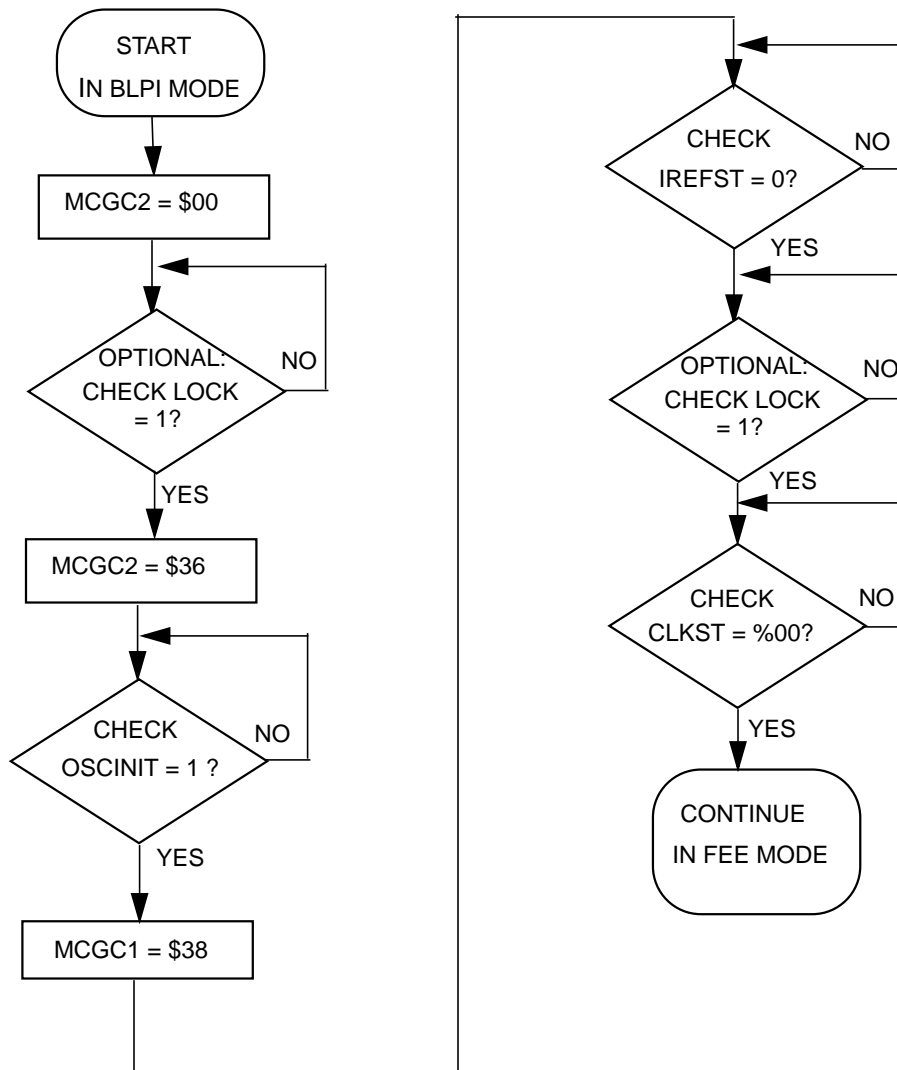 START
IN BLPI MODE
MCGC2 = $00
OPTIONAL:
CHECK LOCK
= 1?
NO
YES
MCGC2 = $36
CHECK
OSCINIT = 1 ?
NO
YES
MCGC1 = $38
CHECK
IREFST = 0?
NO
YES
OPTIONAL:
CHECK LOCK
= 1?
NO
YES
CHECK
CLKST = %00?
NO
YES
CONTINUE
IN FEE MODE